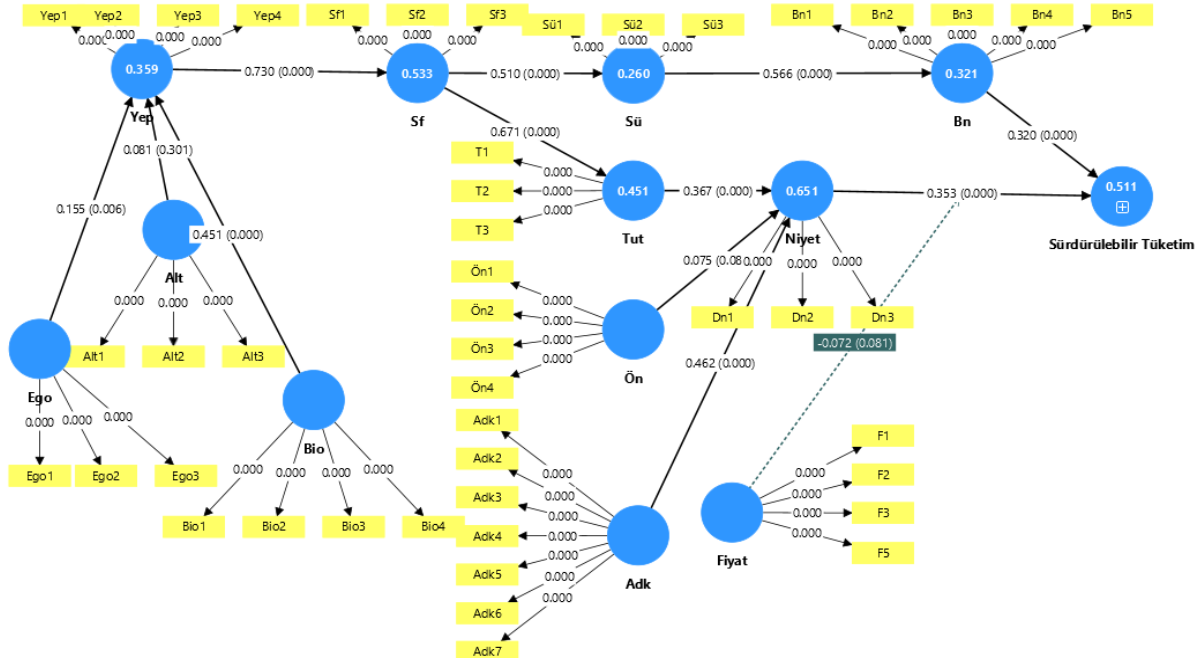 Yep1 Yep2 Yep3 Yep4
0.000 0.000 0.000 0.000
0.359
Yep
0.730 (0.000)
Sf1 Sf2 Sf3
0.000 0.000 0.000
0.533
Sf
0.510 (0.000)
Sü1 Sü2 Sü3
0.000 0.000 0.000
0.260
Sü
0.566 (0.000)
Bn1 Bn2 Bn3 Bn4 Bn5
0.000 0.000 0.000 0.000 0.000
0.321
Bn
0.320 (0.000)
0.671 (0.000)
0.081 (0.301)
0.155 (0.006)
0.451 (0.000)
T1
T2
T3
0.000
0.000
0.000
0.451
Tut
0.367 (0.000)
0.651
Niyet
0.353 (0.000)
0.511
Sürdürülebilir Tüketim
Alt
0.000 0.000 0.000
Alt1 Alt2 Alt3
Ön1
Ön2
Ön3
Ön4
0.000
0.000
0.000
0.000
Ön
0.075 (0.08
0.000 0.000 0.000
Dn1 Dn2 Dn3
-0.072 (0.081)
0.462 (0.000)
Ego
0.000 0.000 0.000
Ego1 Ego2 Ego3
Bio
0.000 0.000 0.000 0.000
Bio1 Bio2 Bio3 Bio4
Adk1
Adk2
Adk3
Adk4
Adk5
Adk6
Adk7
0.000
0.000
0.000
0.000
0.000
0.000
0.000
Adk
Fiyat
0.000
0.000
0.000
0.000
F1
F2
F3
F5